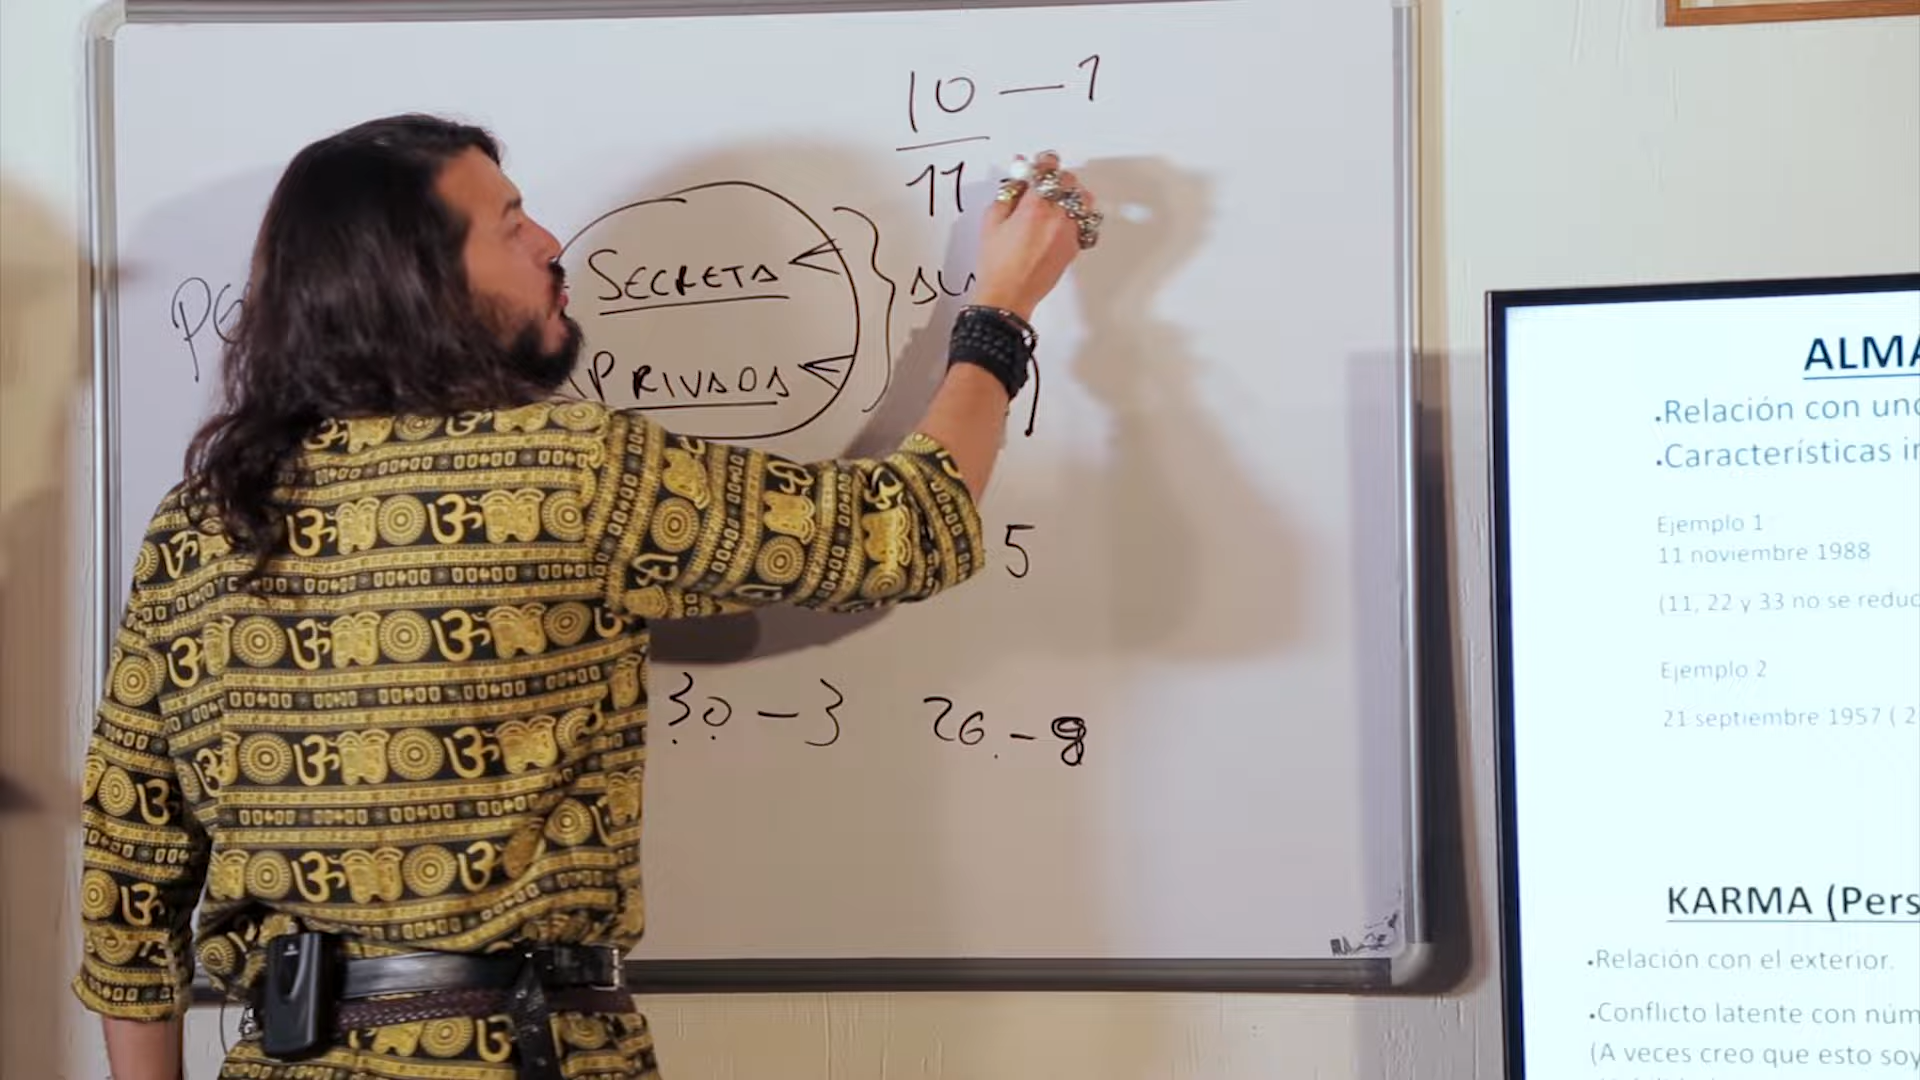 10 — 1
11
SECRETA
PRIVADA
5
30 — 3
26 — 8
ALMA
.Relación con
.Características
Ejemplo 1
11 noviembre 1988
(11, 22 y 33 no se
Ejemplo 2
21 septiembre 1957 ( 2
KARMA (Pers
.Relación con el exterior.
.Conflicto latente con núm
(A veces creo que esto soy